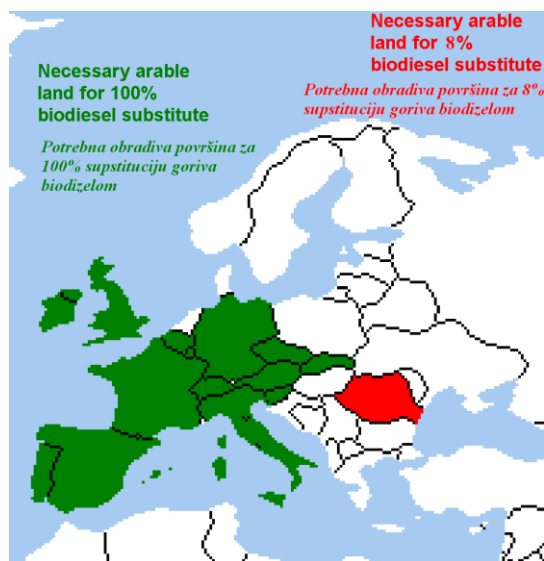 Necessary arable
land for 8%
biodiesel substitute
Potrebna obradiva površina za 8%
supstituciju goriva biodizelom
Necessary arable
land for 100%
biodiesel substitute
Potrebna obradiva površina za
100% supstituciju goriva
biodizelom